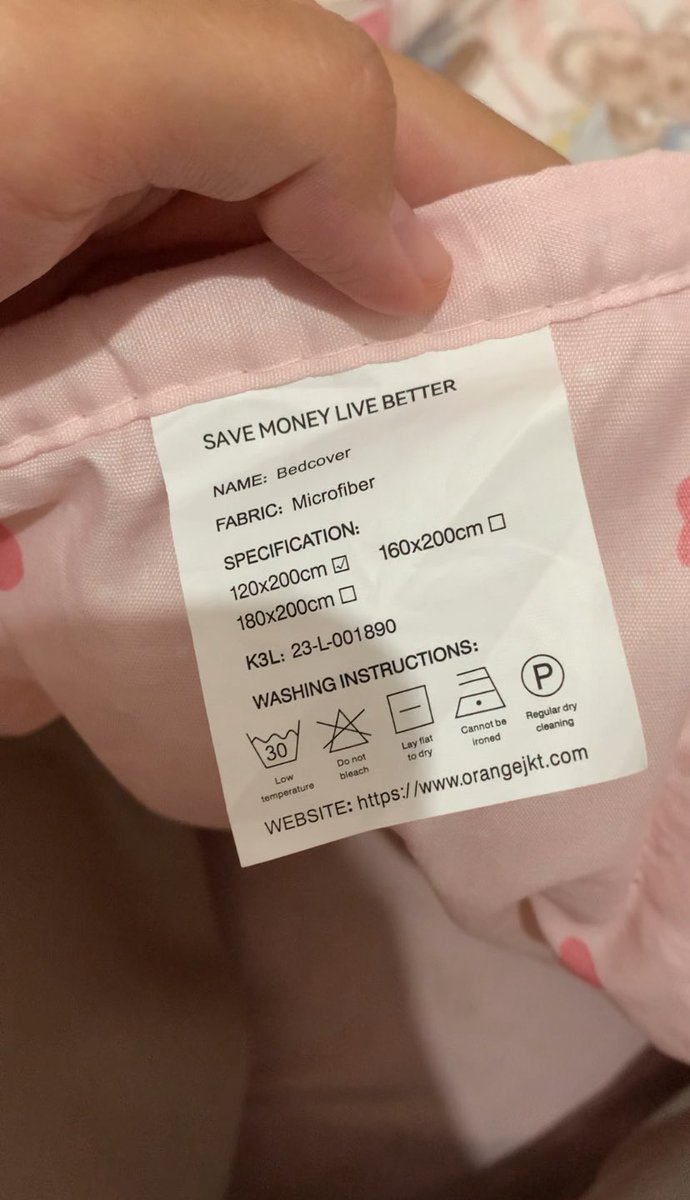 SAVE MONEY LIVE BETTER
NAME: Bedcover
FABRIC: Microfiber
SPECIFICATION:
120x200cm ☑ 160x200cm ☐
180x200cm ☐
K3L: 23-L-001890
WASHING INSTRUCTIONS:
30 P
Low temperature
Do not bleach
Lay flat to dry
Cannot be ironed
Regular dry cleaning
WEBSITE: https://www.orangejkt.com